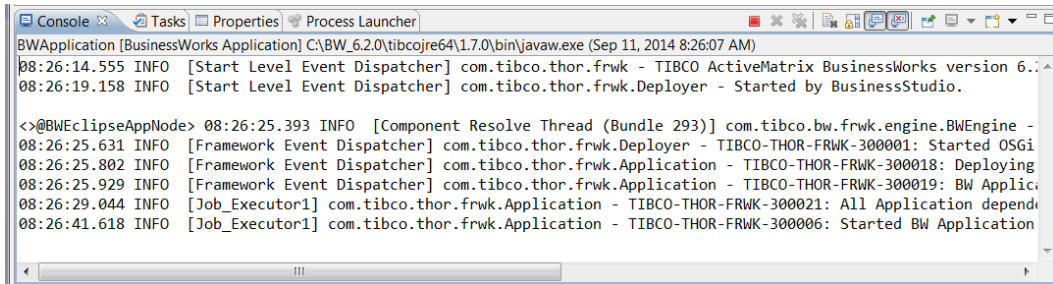 Console Tasks Properties Process Launcher
BWApplication [BusinessWorks Application] C:\BW_6.2.0\tibcojre64\1.7.0\bin\javaw.exe (Sep 11, 2014 8:26:07 AM)
08:26:14.555 INFO [Start Level Event Dispatcher] com.tibco.thor.frwk - TIBCO ActiveMatrix BusinessWorks version 6.
08:26:19.158 INFO [Start Level Event Dispatcher] com.tibco.thor.frwk.Deployer - Started by BusinessStudio.
<>@BWEclipseAppNode> 08:26:25.393 INFO [Component Resolve Thread (Bundle 293)] com.tibco.bw.frwk.engine.BWEngine -
08:26:25.631 INFO [Framework Event Dispatcher] com.tibco.thor.frwk.Deployer - TIBCO-THOR-FRWK-300001: Started OSGi
08:26:25.802 INFO [Framework Event Dispatcher] com.tibco.thor.frwk.Application - TIBCO-THOR-FRWK-300018: Deploying
08:26:25.929 INFO [Framework Event Dispatcher] com.tibco.thor.frwk.Application - TIBCO-THOR-FRWK-300019: BW Applica
08:26:29.044 INFO [Job_Executor1] com.tibco.thor.frwk.Application - TIBCO-THOR-FRWK-300021: All Application depend
08:26:41.618 INFO [Job_Executor1] com.tibco.thor.frwk.Application - TIBCO-THOR-FRWK-300006: Started BW Application